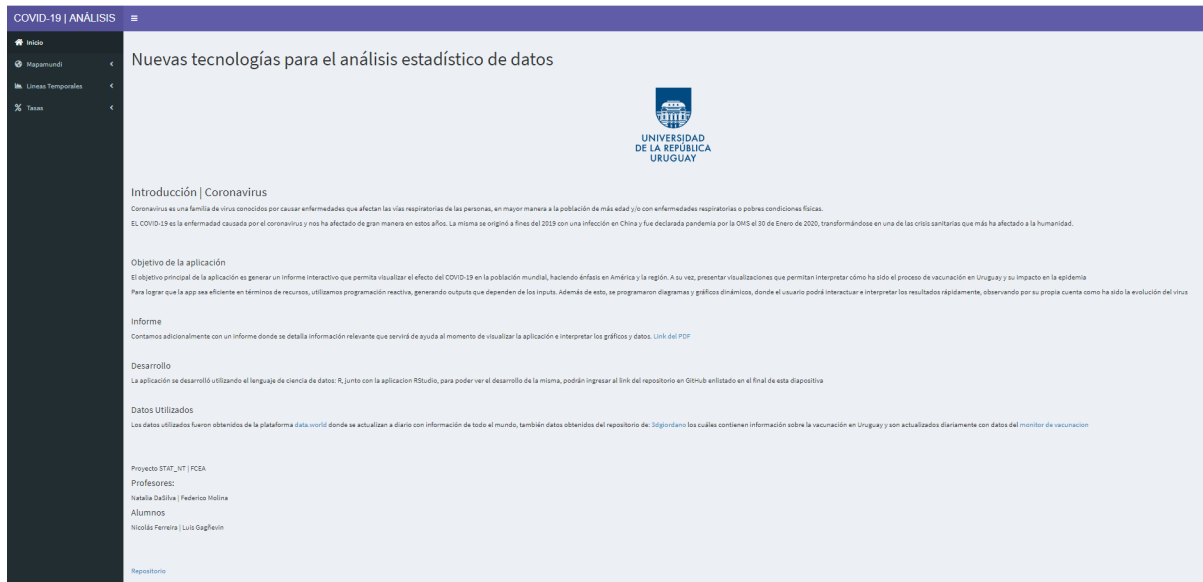 COVID-19 | ANÁLISIS
Inicio
Mapamundi
Lineas Temporales
Tasas
Nuevas tecnologías para el análisis estadístico de datos
UNIVERSIDAD
DE LA REPÚBLICA
URUGUAY
Introducción | Coronavirus
Coronavirus es una familia de virus conocidos por causar enfermedades que afectan las vías respiratorias de las personas, en mayor manera a la población de más edad y/o con enfermedades respiratorias o pobres condiciones físicas.
EL COVID-19 es la enfermadad causada por el coronavirus y nos ha afectado de gran manera en estos años. La misma se originó a fines del 2019 con una infección en China y fue declarada pandemia por la OMS el 30 de Enero de 2020, transformándose en una de las crisis sanitarias que más ha afectado a la humanidad.
Objetivo de la aplicación
El objetivo principal de la aplicación es generar un informe interactivo que permita visualizar el efecto del COVID-19 en la población mundial, haciendo énfasis en América y la región. A su vez, presentar visualizaciones que permitan interpretar cómo ha sido el proceso de vacunación en Uruguay y su impacto en la epidemia
Para lograr que la app sea eficiente en términos de recursos, utilizamos programación reactiva, generando outputs que dependen de los inputs. Además de esto, se programaron diagramas y gráficos dinámicos, donde el usuario podrá interactuar e interpretar los resultados rápidamente, observando por su propia cuenta como ha sido la evolución del virus
Informe
Contamos adicionalmente con un informe donde se detalla información relevante que servirá de ayuda al momento de visualizar la aplicación e interpretar los gráficos y datos. Link del PDF
Desarrollo
La aplicación se desarrolló utilizando el lenguaje de ciencia de datos: R, junto con la aplicacion RStudio, para poder ver el desarrollo de la misma, podrán ingresar al link del repositorio en GitHub enlistado en el final de esta diapositiva
Datos Utilizados
Los datos utilizados fueron obtenidos de la plataforma data.world donde se actualizan a diario con información de todo el mundo, también datos obtenidos del repositorio de: 3dgiordano los cuáles contienen información sobre la vacunación en Uruguay y son actualizados diariamente con datos del monitor de vacunacion
Proyecto STAT_NT | FCEA
Profesores:
Natalia DaSilva | Federico Molina
Alumnos
Nicolás Ferreira | Luis Gagñevin
Repositorio